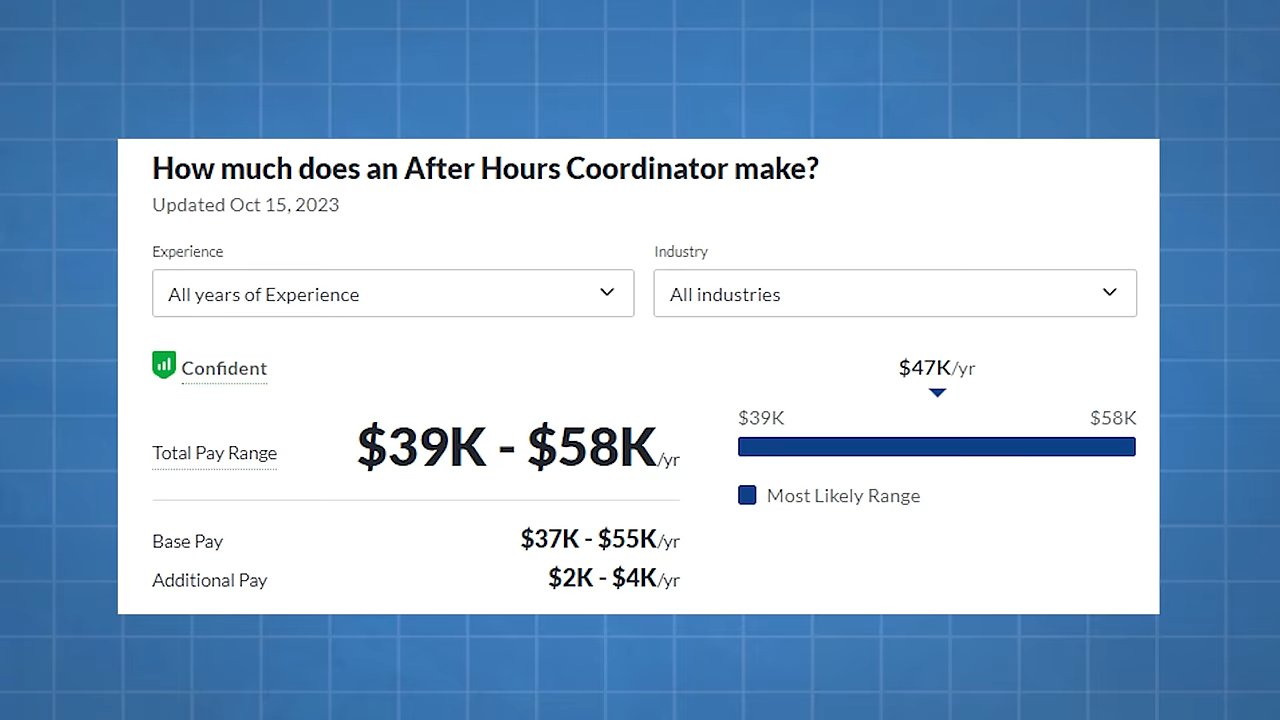 How much does an After Hours Coordinator make?
Updated Oct 15, 2023
Experience
Industry
All years of Experience
All industries
Confident
$47K/yr
$39K
$58K
Total Pay Range
$39K - $58K/yr
Most Likely Range
Base Pay
$37K - $55K/yr
Additional Pay
$2K - $4K/yr